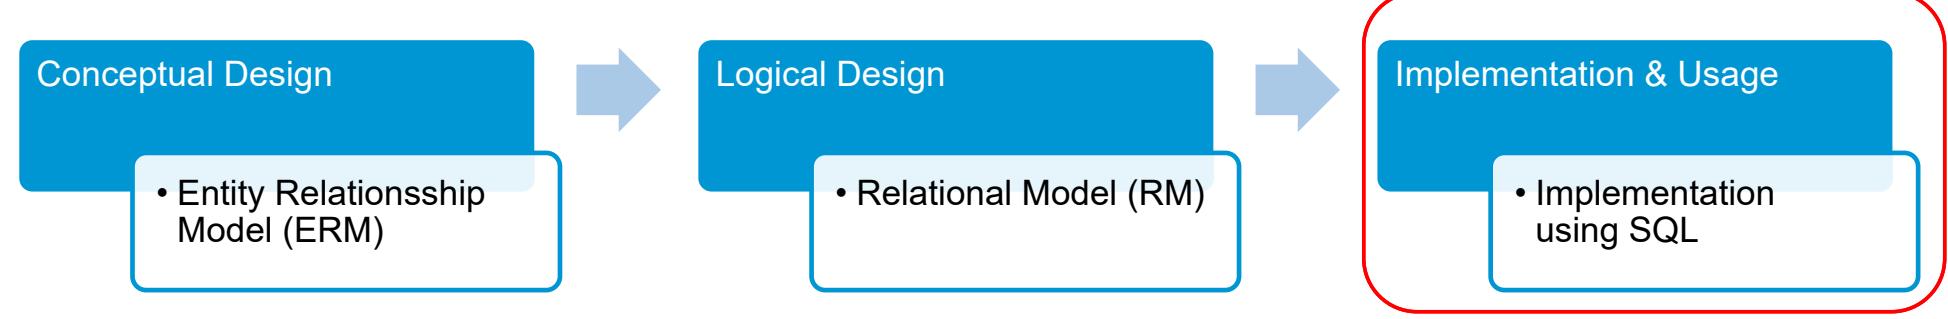 Conceptual Design
• Entity Relationsship
Model (ERM)
Logical Design
• Relational Model (RM)
Implementation & Usage
• Implementation
using SQL